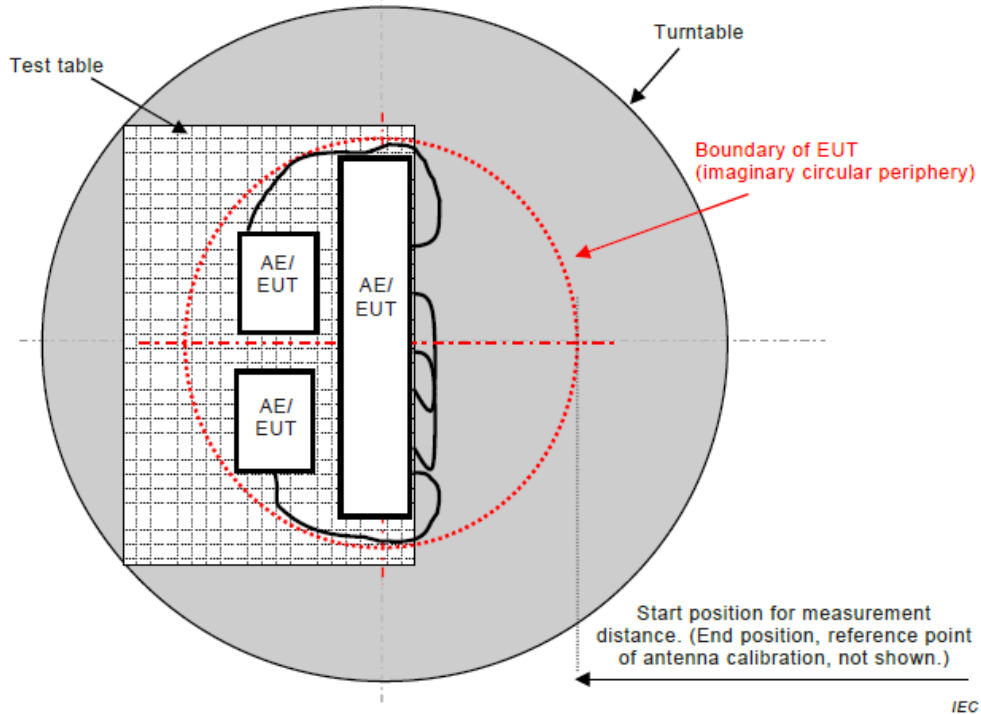 Turntable
Test table
Boundary of EUT
(imaginary circular periphery)
AE/
EUT
AE/
EUT
AE/
EUT
Start position for measurement
distance. (End position, reference point
of antenna calibration, not shown.)
IEC